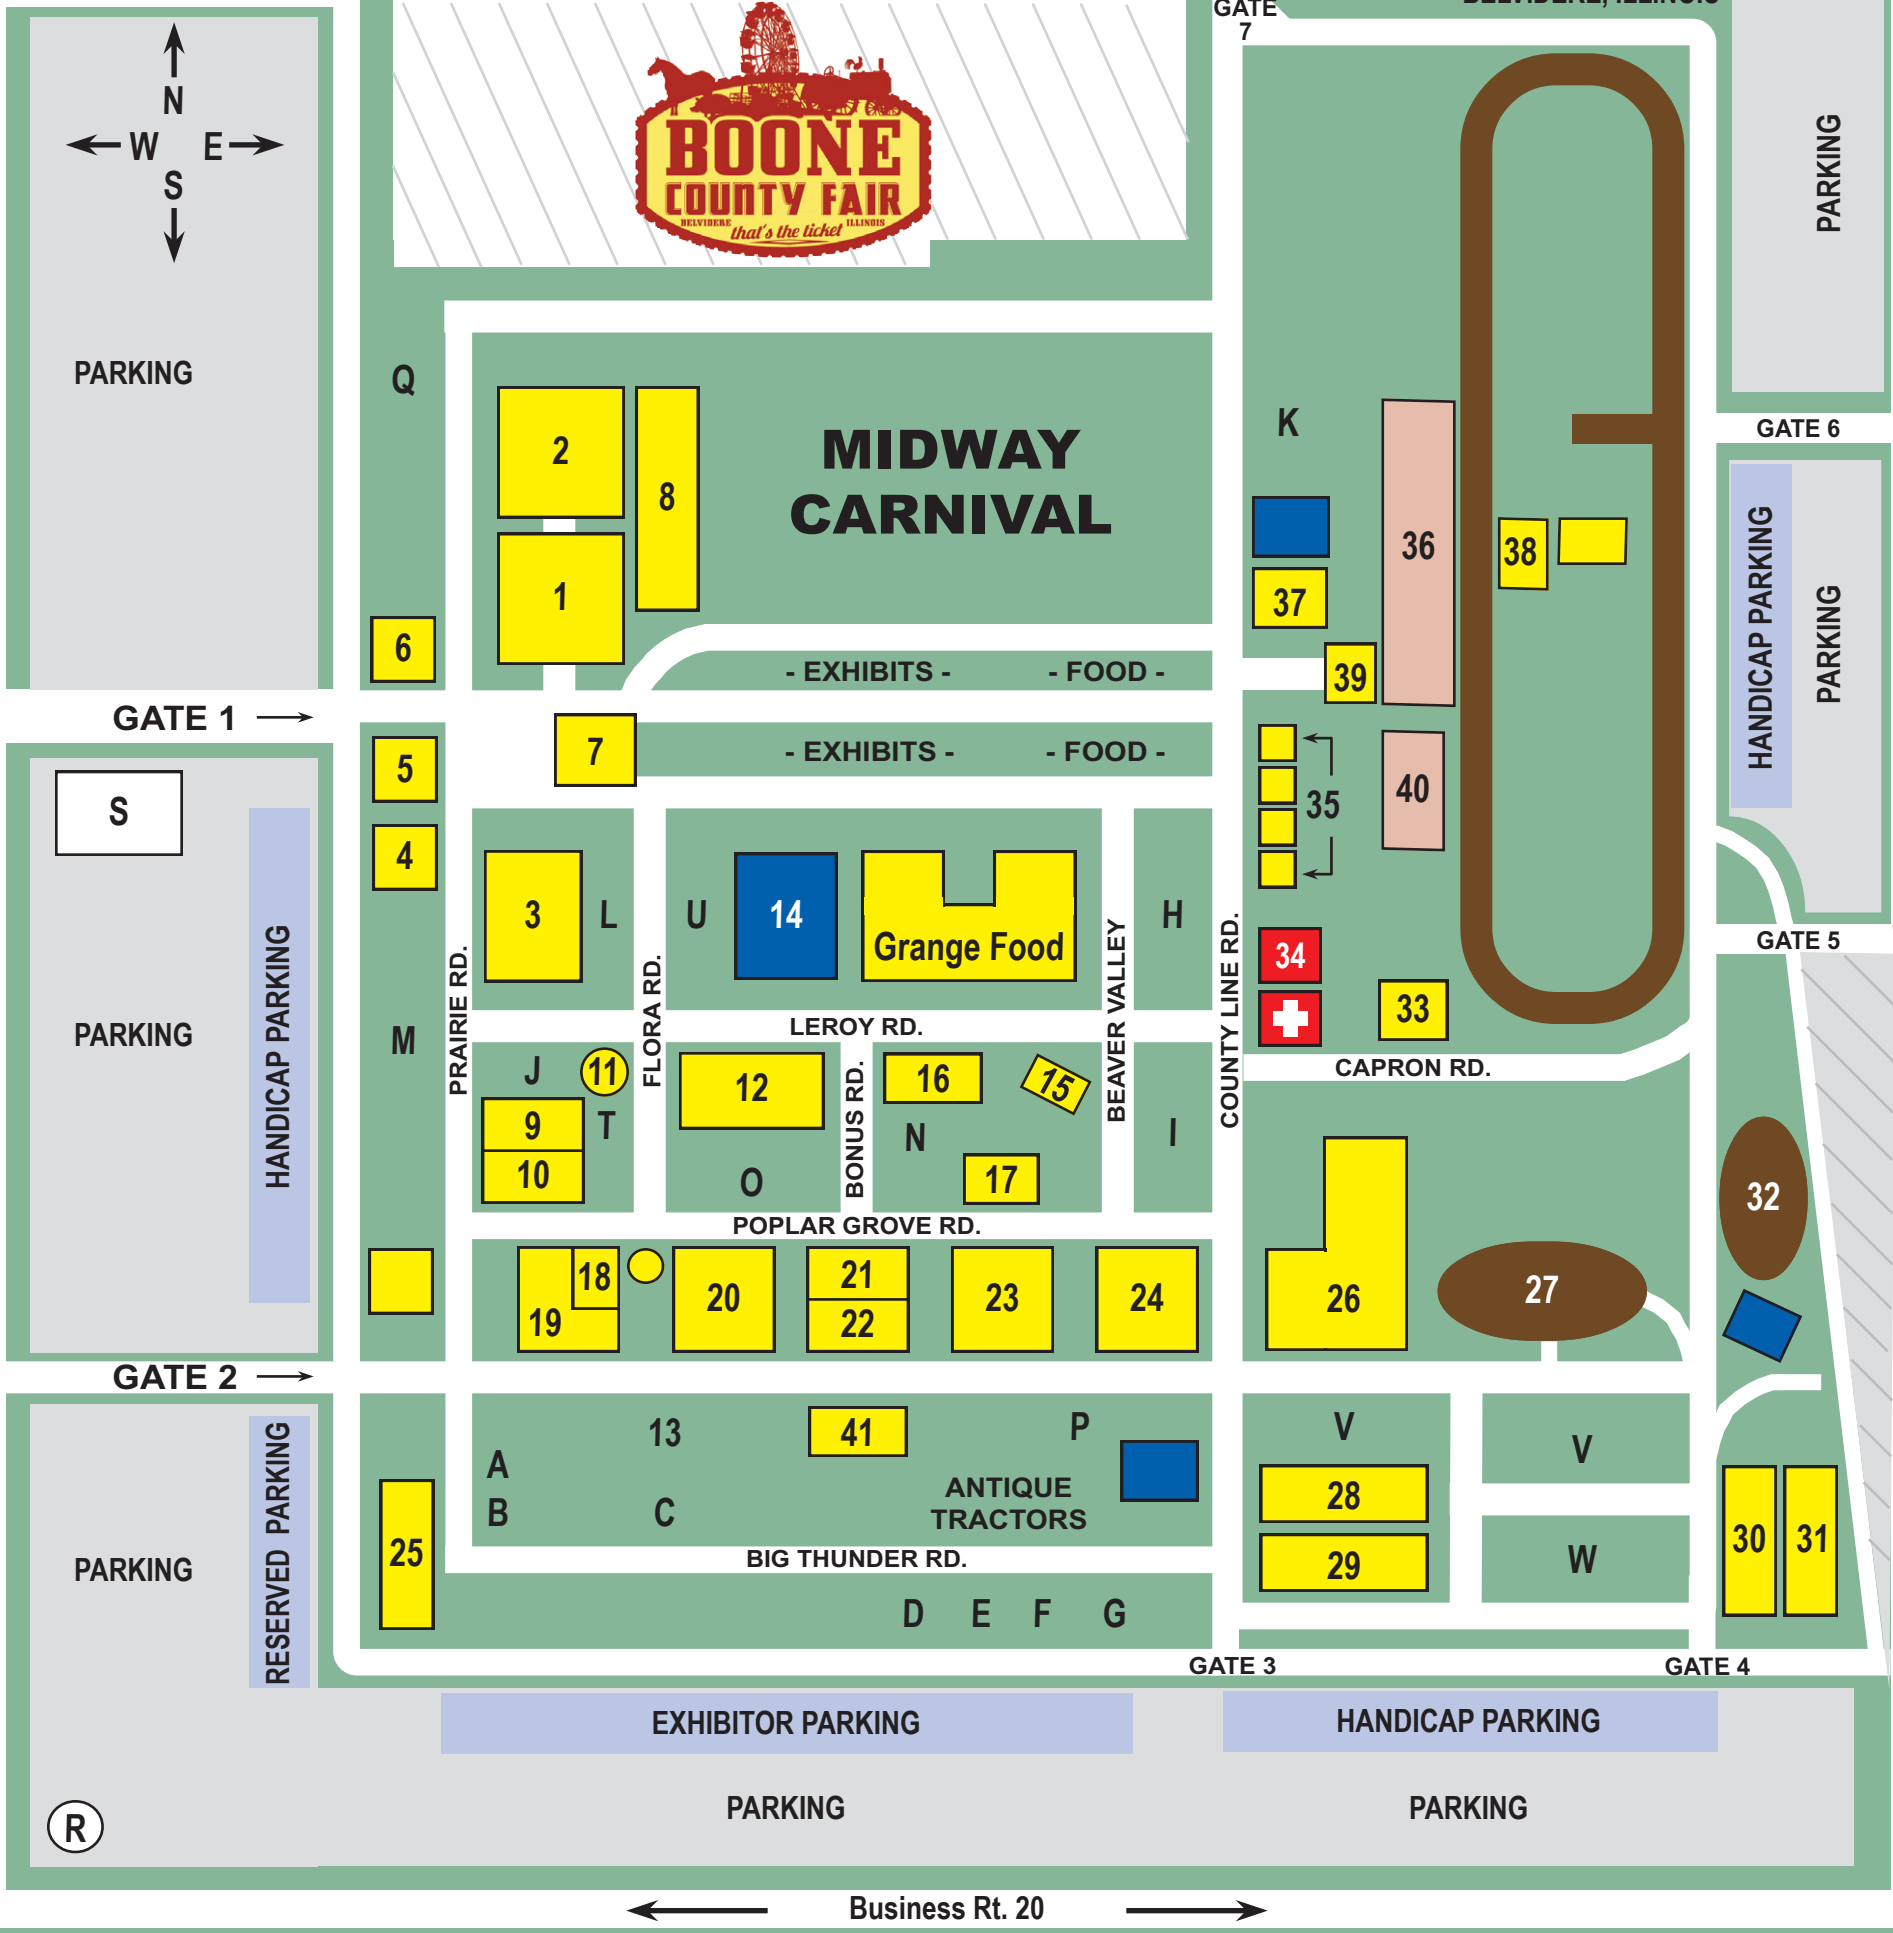 GATE
7
BELVIDERE, ILLINOIS
N
W E
S
BOONE
COUNTY FAIR
BELVIDERE ILLINOIS
that's the ticket
PARKING
PARKING
Q
K
GATE 6
2
8
MIDWAY
CARNIVAL
1
36
38
37
HANDICAP PARKING
PARKING
6
- EXHIBITS - - FOOD -
39
GATE 1
7
- EXHIBITS - - FOOD -
5
S
35
40
4
3
L
U
14
Grange Food
H
GATE 5
34
33
PRAIRIE RD.
FLORA RD.
BEAVER VALLEY
COUNTY LINE RD.
HANDICAP PARKING
PARKING
M
LEROY RD.
CAPRON RD.
J
11
12
BONUS RD.
16
15
9
T
N
I
10
O
17
32
POPLAR GROVE RD.
18
19
20
21
22
23
24
26
27
GATE 2
13
41
P
V
V
A
B
C
ANTIQUE
TRACTORS
28
25
BIG THUNDER RD.
29
W
30
31
PARKING
RESERVED PARKING
D E F G
GATE 3
GATE 4
EXHIBITOR PARKING
HANDICAP PARKING
PARKING
PARKING
R
Business Rt. 20